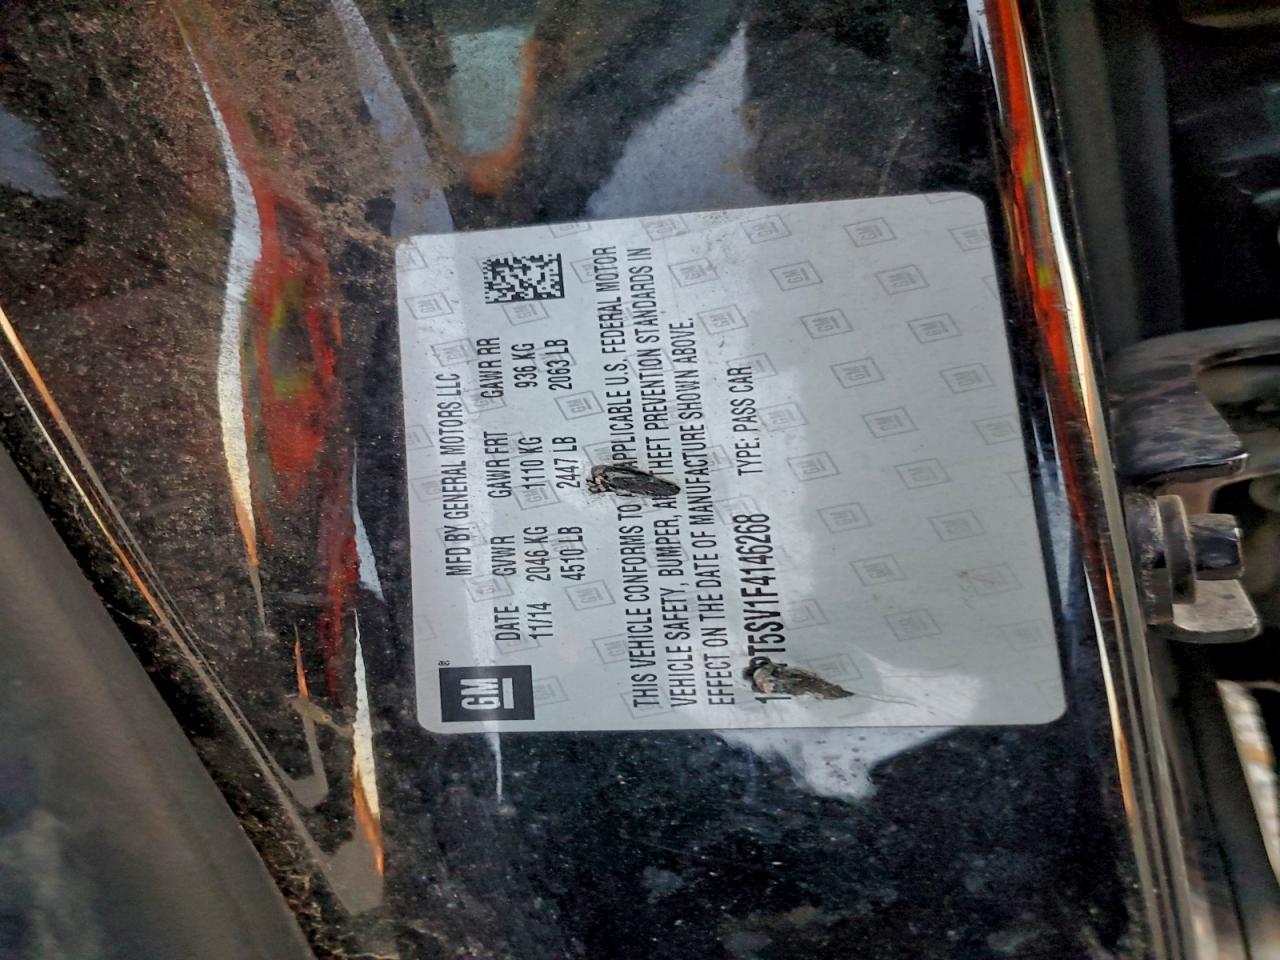 GM
MFD BY GENERAL MOTORS LLC
DATE GVWR GAWR FRT GAWR RR
11/14 2046 KG 1110 KG 936 KG
4510 LB 2447 LB 2063 LB
THIS VEHICLE CONFORMS TO APPLICABLE U.S. FEDERAL MOTOR
VEHICLE SAFETY, BUMPER, THEFT PREVENTION STANDARDS IN
EFFECT ON THE DATE OF MANUFACTURE SHOWN ABOVE.
TYPE: PASS CAR